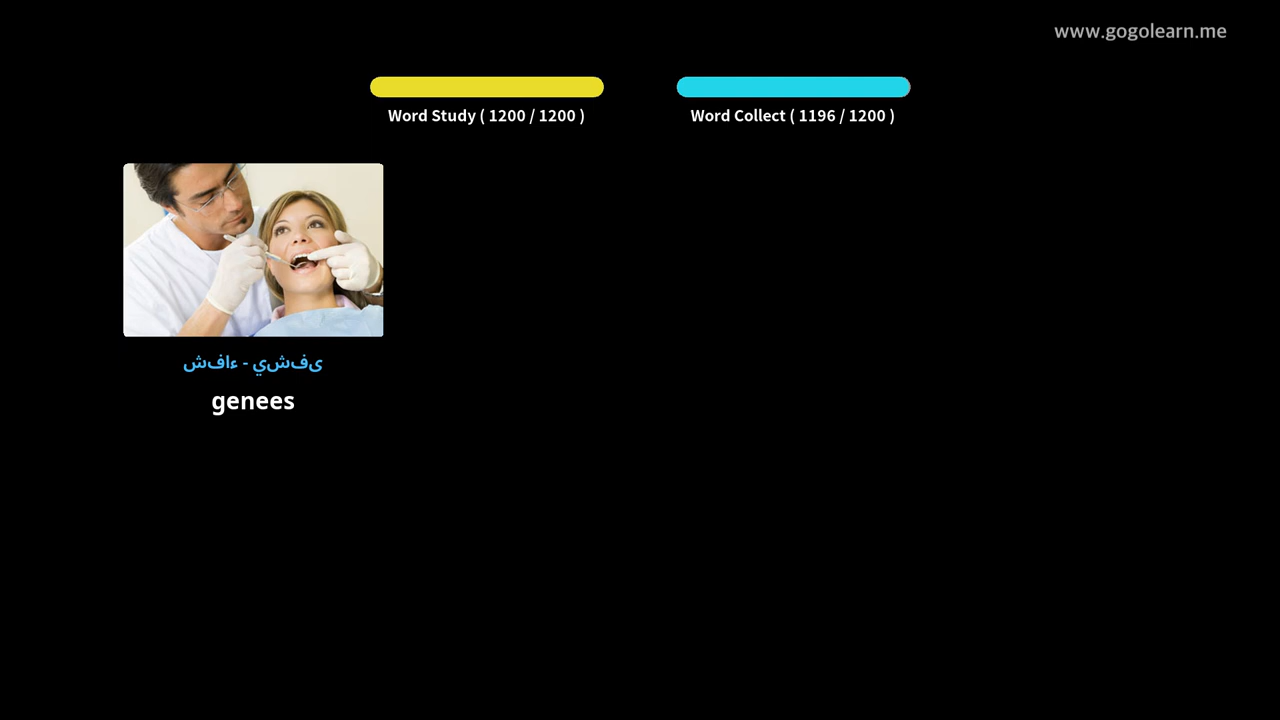 www.gogolearn.me
Word Study ( 1200 / 1200 )
Word Collect ( 1196 / 1200 )
ىفشي - ءافش
genees